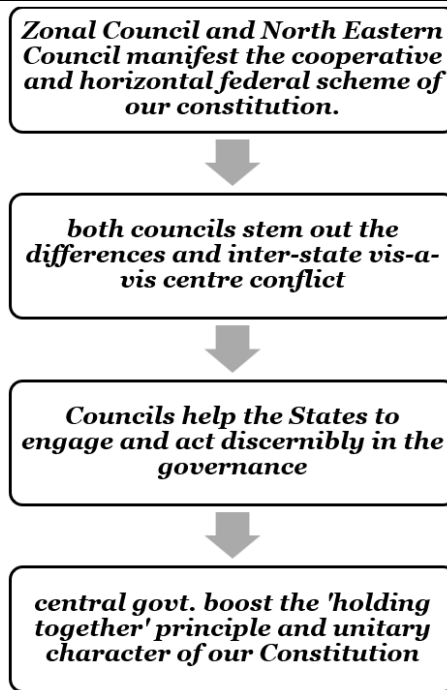 Zonal Council and North Eastern
Council manifest the cooperative
and horizontal federal scheme of
our constitution.
both councils stem out the
differences and inter-state vis-a-
vis centre conflict
Councils help the States to
engage and act discernibly in the
governance
central govt. boost the 'holding
together' principle and unitary
character of our Constitution